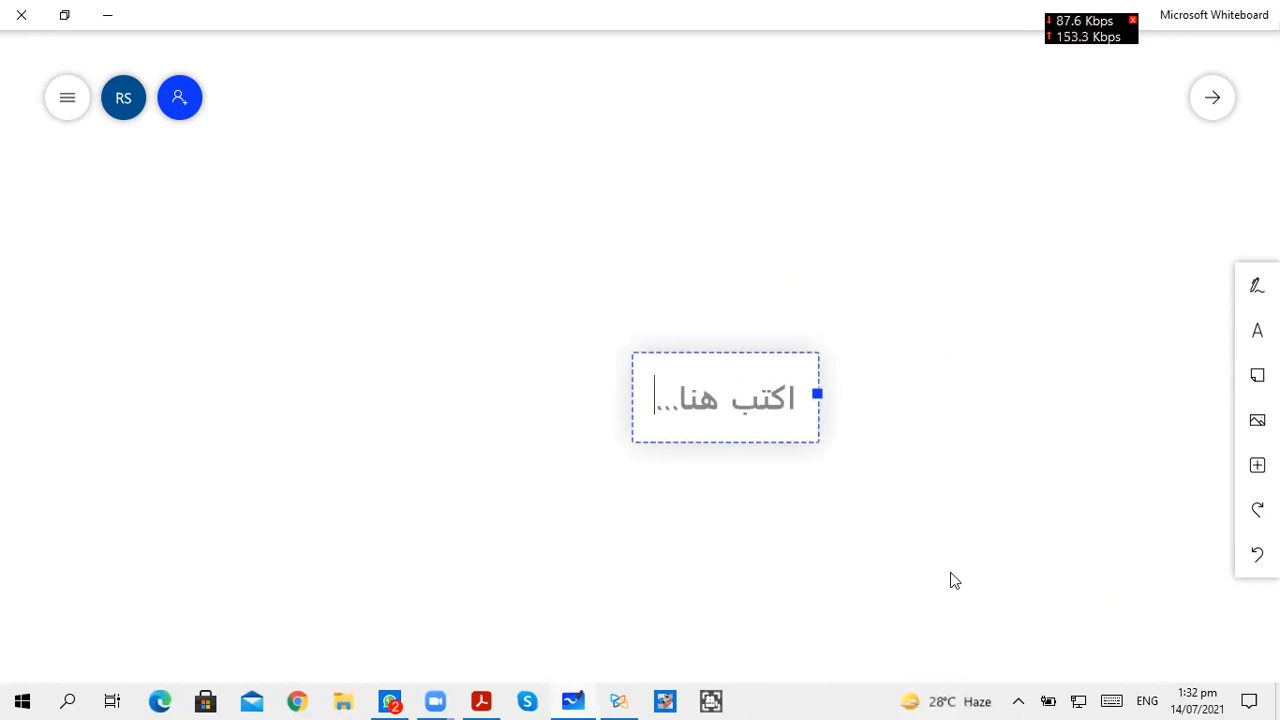 Microsoft Whiteboard
87.6 Kbps
153.3 Kbps
RS
A
اكتب هنا...
2
28°C Haze
ENG
1:32 pm
14/07/2021